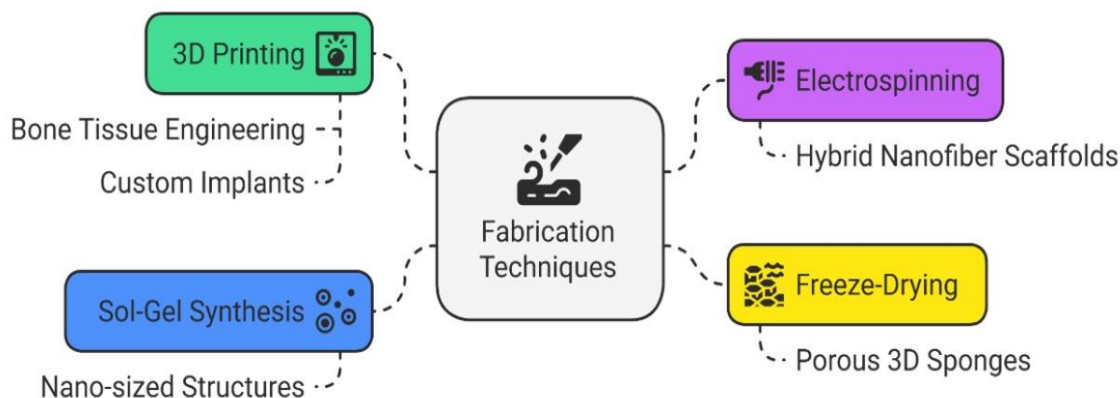 3D Printing
Bone Tissue Engineering
Custom Implants
Sol-Gel Synthesis
Nano-sized Structures
Fabrication
Techniques
Electrospinning
Hybrid Nanofiber Scaffolds
Freeze-Drying
Porous 3D Sponges